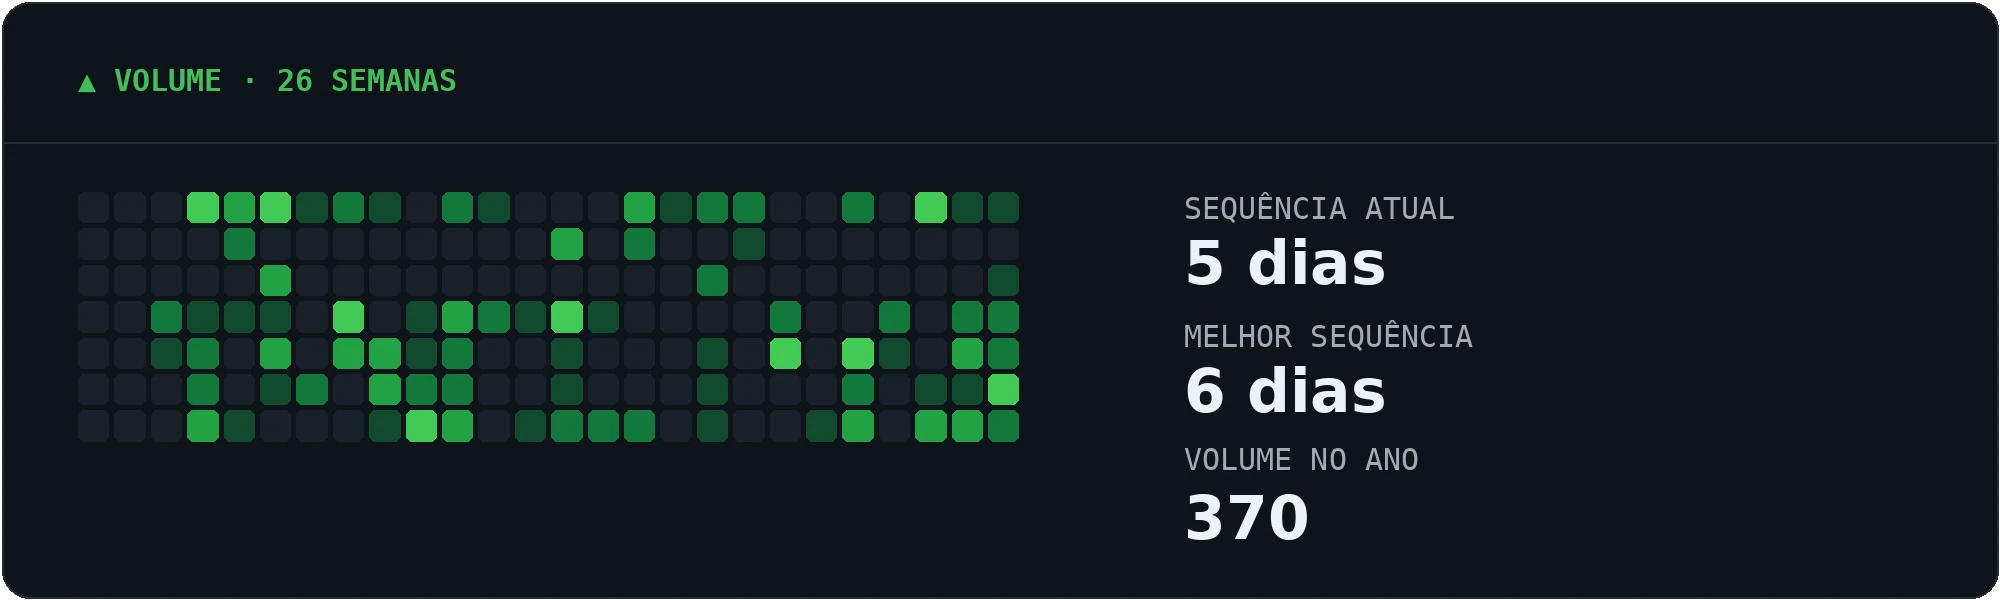 ▲ VOLUME · 26 SEMANAS
SEQUÊNCIA ATUAL
5 dias
MELHOR SEQUÊNCIA
6 dias
VOLUME NO ANO
370